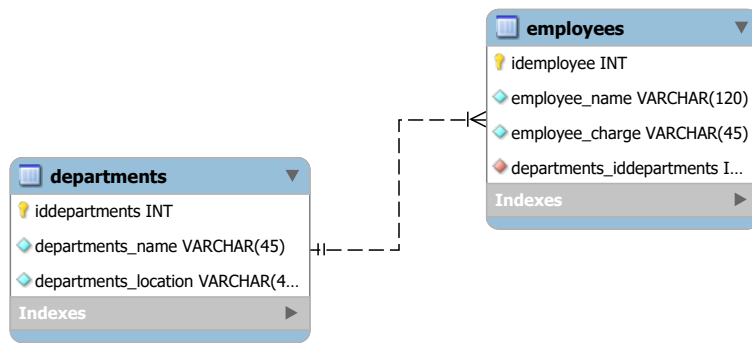 employees
idemployee INT
employee_name VARCHAR(120)
employee_charge VARCHAR(45)
departments_iddepartments I...
Indexes
departments
iddepartments INT
departments_name VARCHAR(45)
departments_location VARCHAR(4...
Indexes